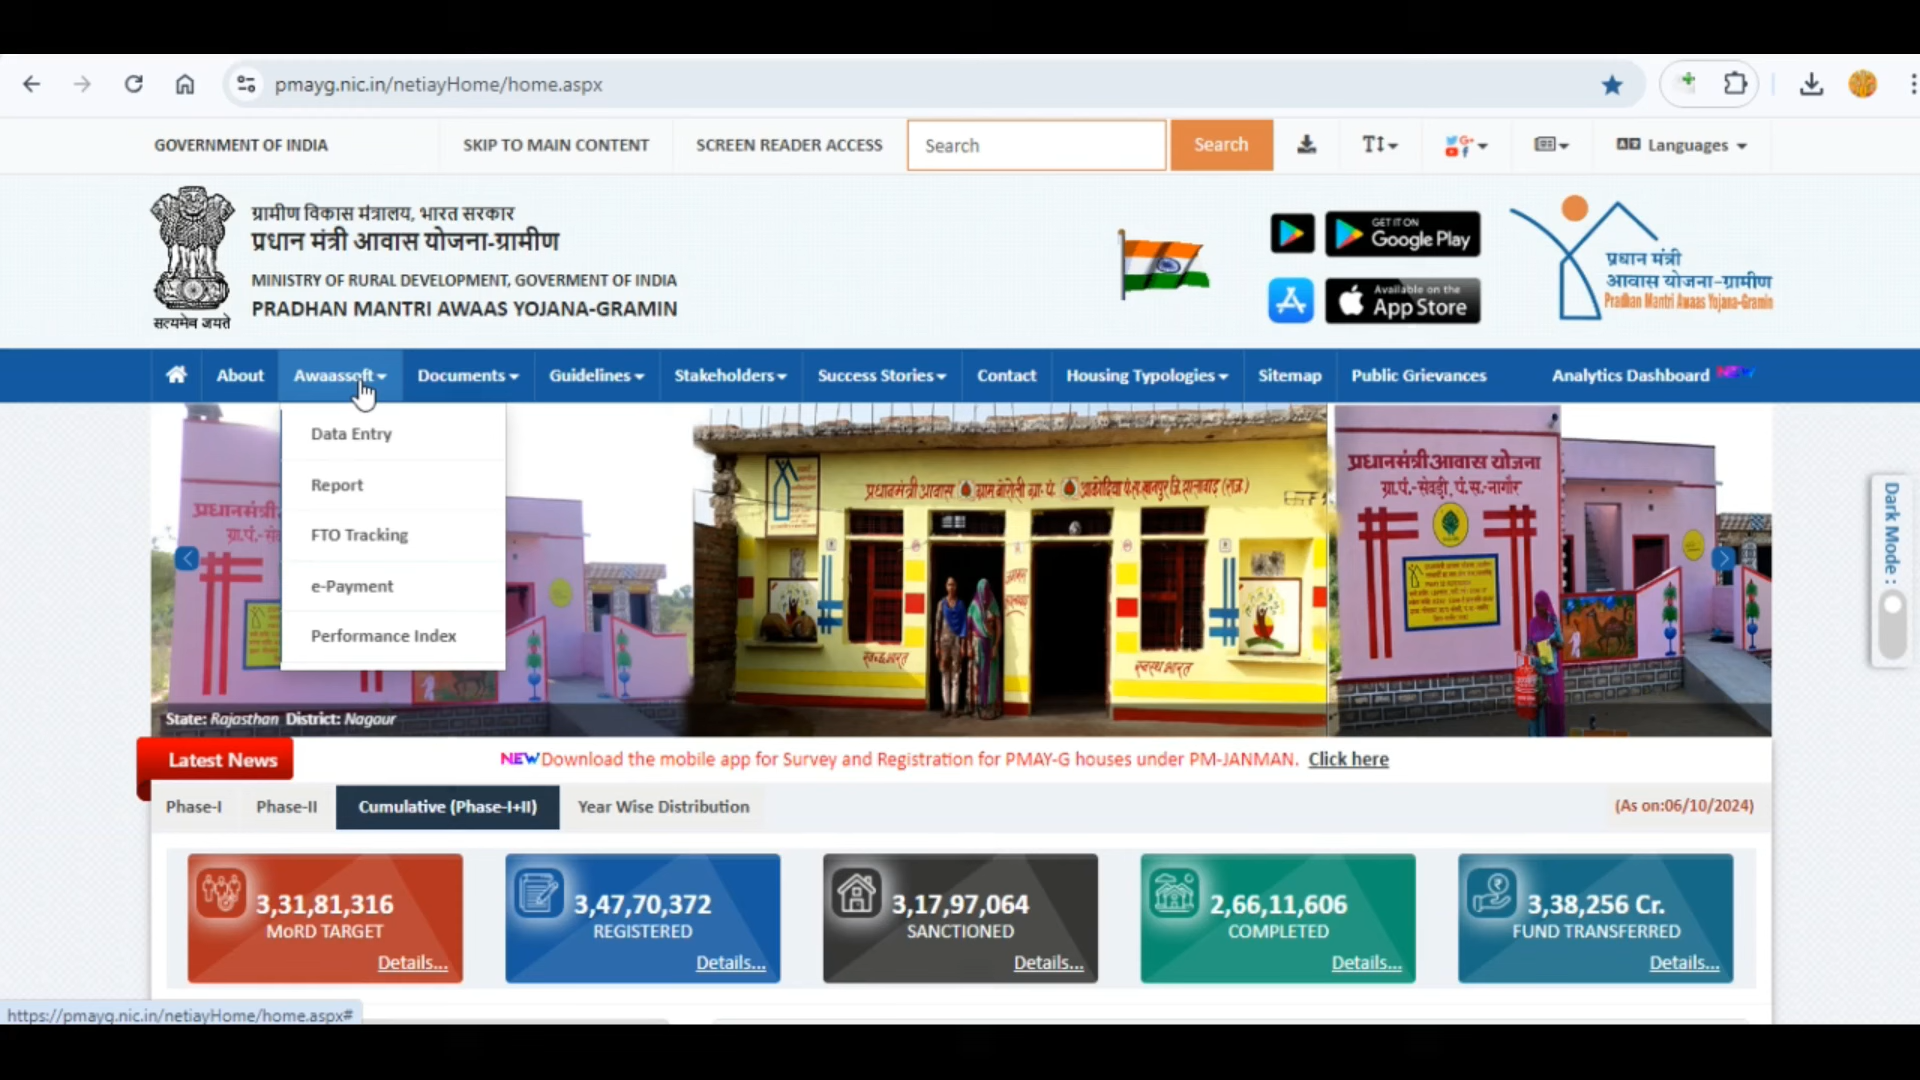 pmayg.nic.in/netiayHome/home.aspx
GOVERNMENT OF INDIA
SKIP TO MAIN CONTENT
SCREEN READER ACCESS
Search
Search
Languages
ग्रामीण विकास मंत्रालय, भारत सरकार
प्रधान मंत्री आवास योजना-ग्रामीण
MINISTRY OF RURAL DEVELOPMENT, GOVERMENT OF INDIA
PRADHAN MANTRI AWAAS YOJANA-GRAMIN
सत्यमेव जयते
GET IT ON
Google Play
Available on the
App Store
प्रधान मंत्री
आवास योजना-ग्रामीण
Pradhan Mantri Awaas Yojana-Gramin
About
Awaassoft
Documents
Guidelines
Stakeholders
Success Stories
Contact
Housing Typologies
Sitemap
Public Grievances
Analytics Dashboard
NEW
Data Entry
Report
FTO Tracking
e-Payment
Performance Index
प्रधानमंत्री आवास योजना
ग्रा.पं.-संवड़ी, पं.स.-नागौर
Dark Mode :
State: Rajasthan District: Nagaur
Latest News
NEW Download the mobile app for Survey and Registration for PMAY-G houses under PM-JANMAN. Click here
Phase-I
Phase-II
Cumulative (Phase-I+II)
Year Wise Distribution
(As on:06/10/2024)
3,31,81,316
MoRD TARGET
Details...
3,47,70,372
REGISTERED
Details...
3,17,97,064
SANCTIONED
Details...
2,66,11,606
COMPLETED
Details...
3,38,256 Cr.
FUND TRANSFERRED
Details...
https://pmayg.nic.in/netiayHome/home.aspx#